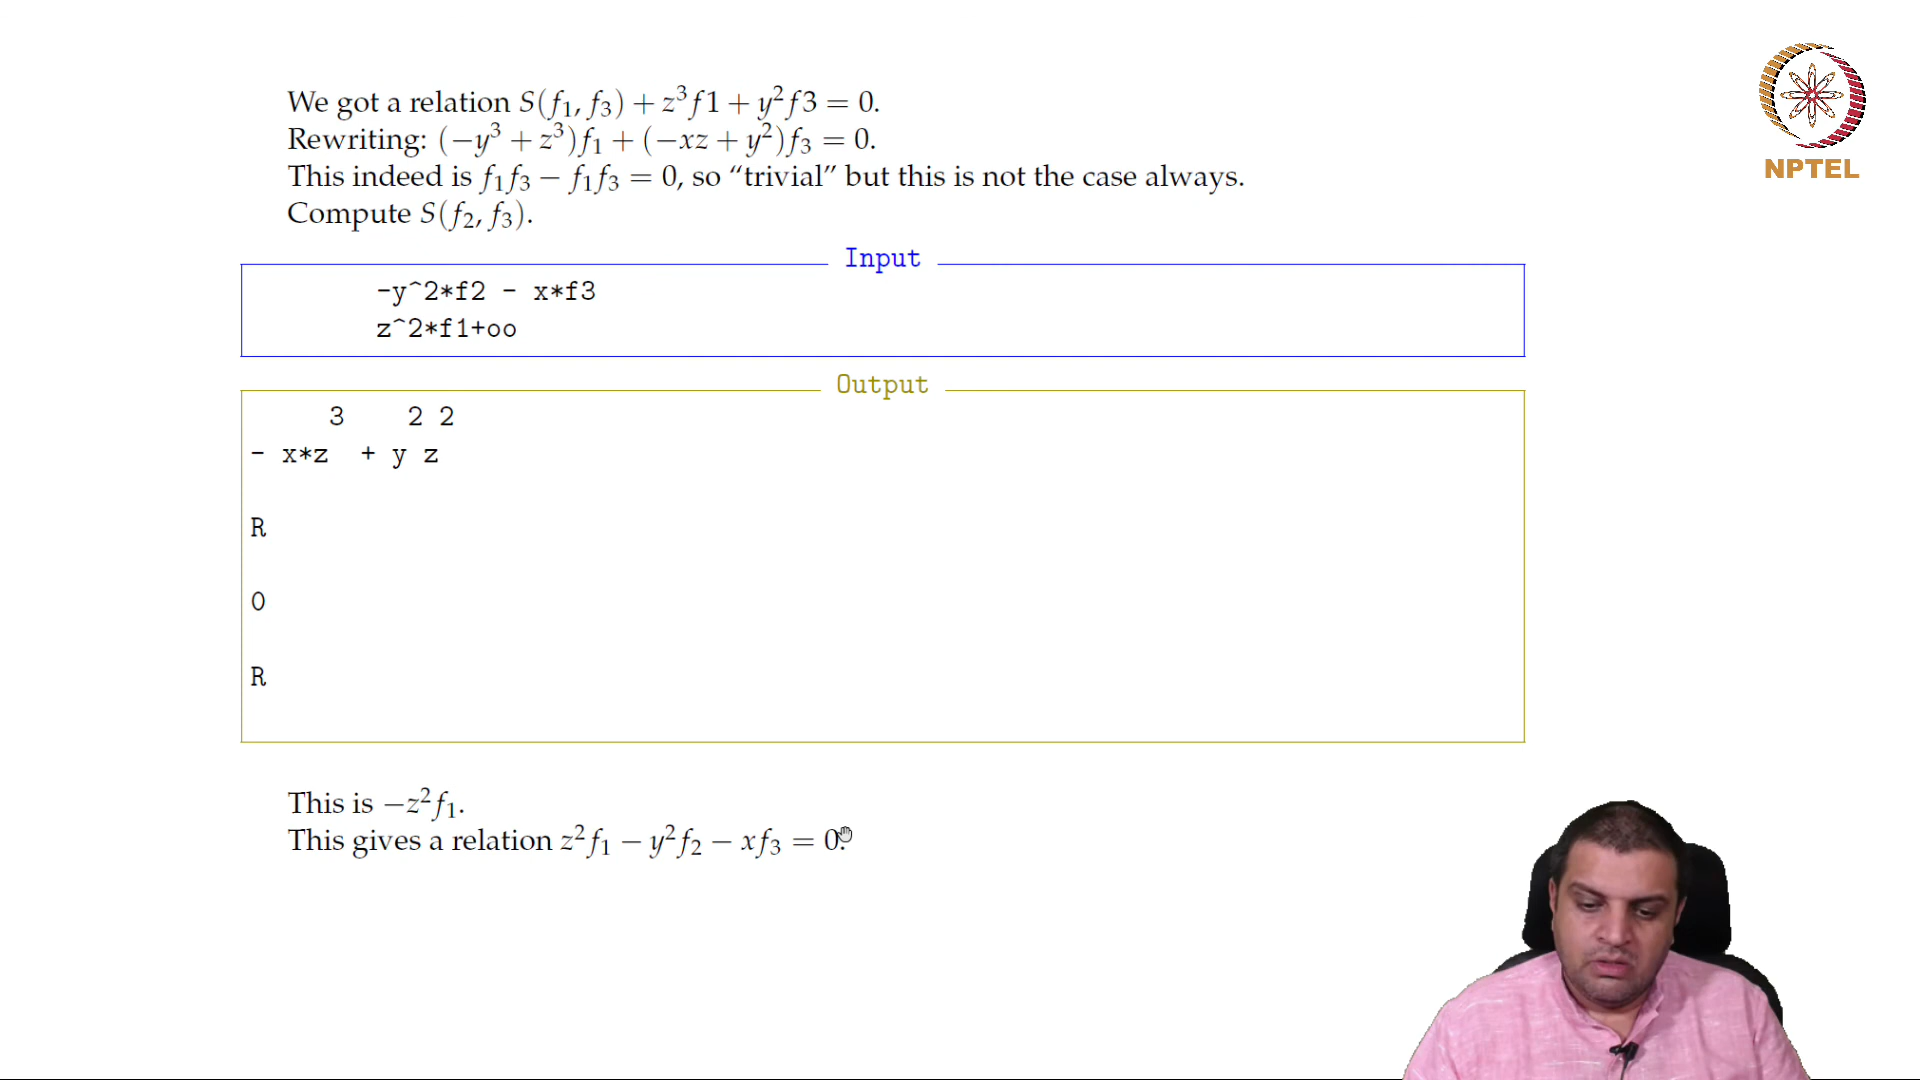 We got a relation S(f₁, f₃) + z³f1 + y²f3 = 0.
Rewriting: (−y³ + z³)f₁ + (−xz + y²)f₃ = 0.
This indeed is f₁f₃ − f₁f₃ = 0, so “trivial” but this is not the case always.
Compute S(f₂, f₃).
Input
-y^2*f2 - x*f3
z^2*f1+oo
Output
3 2 2
- x*z + y z
R
0
R
This is −z²f₁.
This gives a relation z²f₁ − y²f₂ − xf₃ = 0.
NPTEL